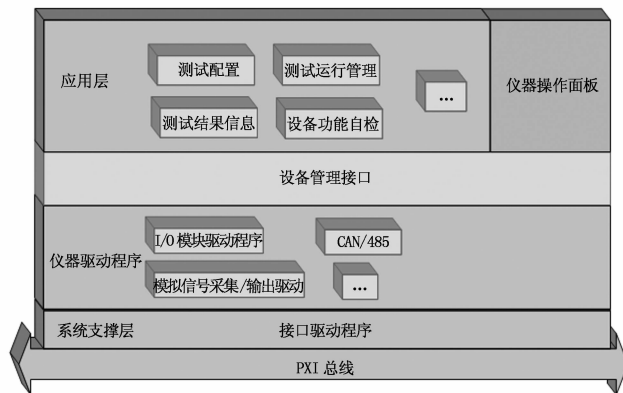 应用层
测试配置
测试运行管理
测试结果信息
设备功能自检
...
仪器操作面板
设备管理接口
仪器驱动程序
I/O 模块驱动程序
CAN/485
模拟信号采集/输出驱动
...
系统支撑层
接口驱动程序
PXI 总线